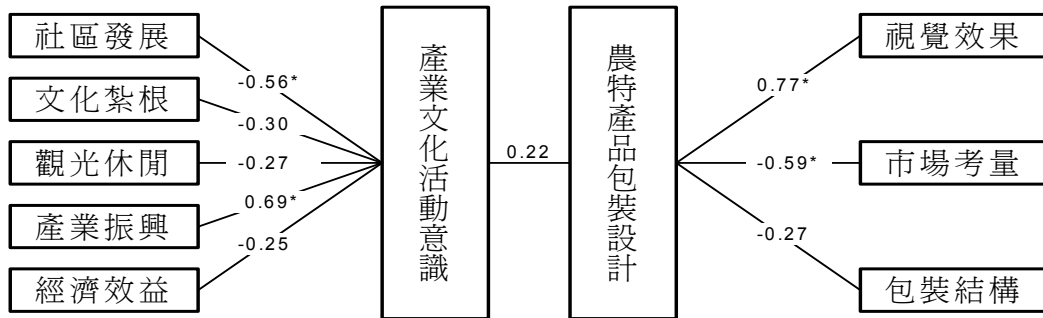 社區發展
文化紮根
觀光休閒
產業振興
經濟效益
-0.56*
-0.30
-0.27
0.69*
-0.25
產業文化活動意識
0.22
農特產品包裝設計
0.77*
-0.59*
-0.27
視覺效果
市場考量
包裝結構